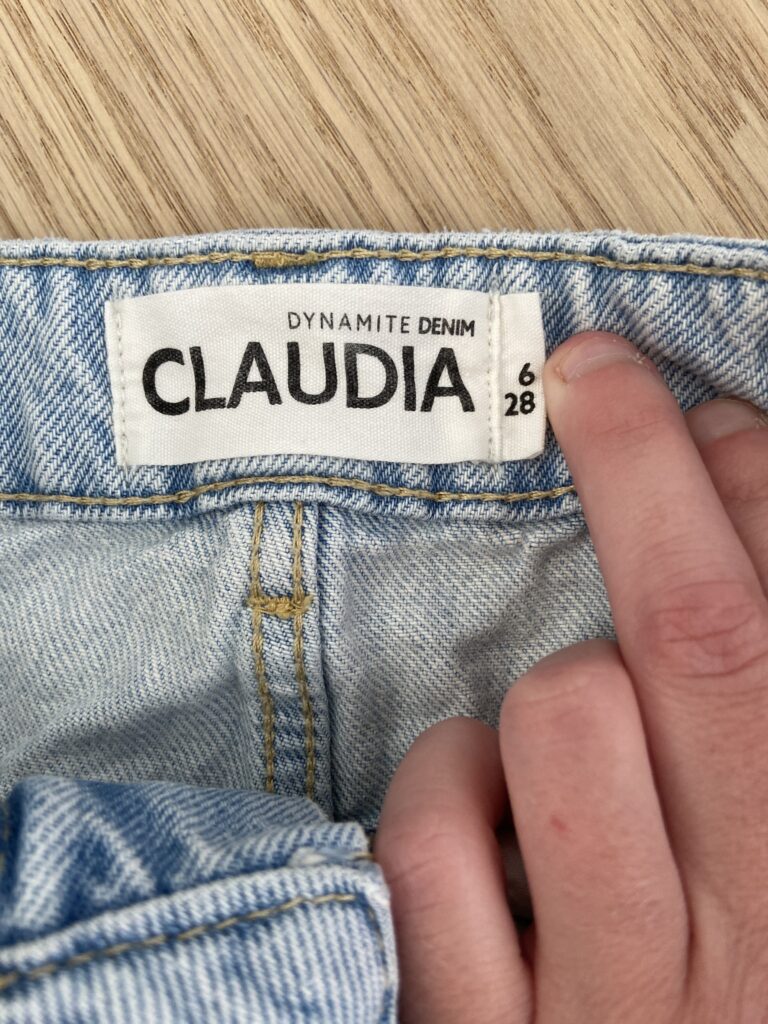 DYNAMITE DENIM
CLAUDIA
6
28